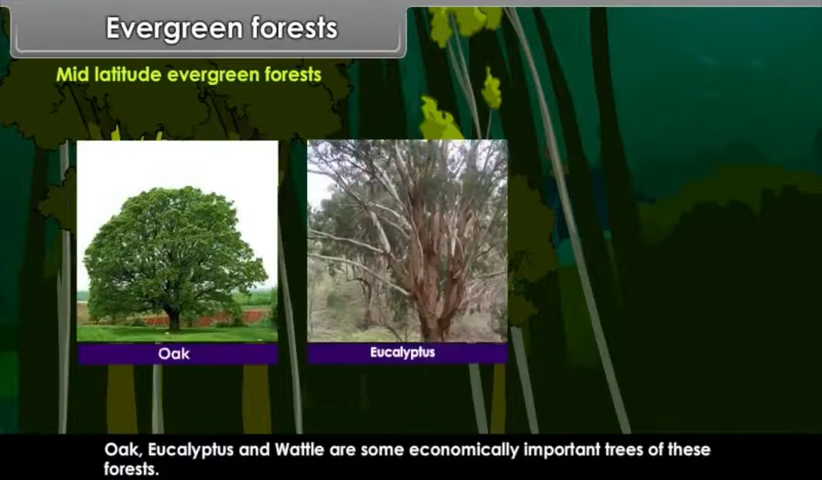 Evergreen forests
Mid latitude evergreen forests
Oak
Eucalyptus
Oak, Eucalyptus and Wattle are some economically important trees of these
forests.